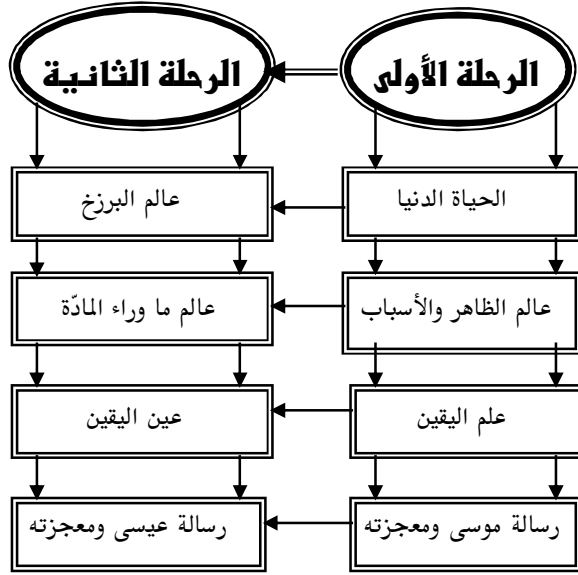 الرحلة الأولى
الرحلة الثانية
الحياة الدنيا
عالم البرزخ
عالم الظاهر والأسباب
عالم ما وراء المادّة
علم اليقين
عين اليقين
رسالة موسى ومعجزته
رسالة عيسى ومعجزته